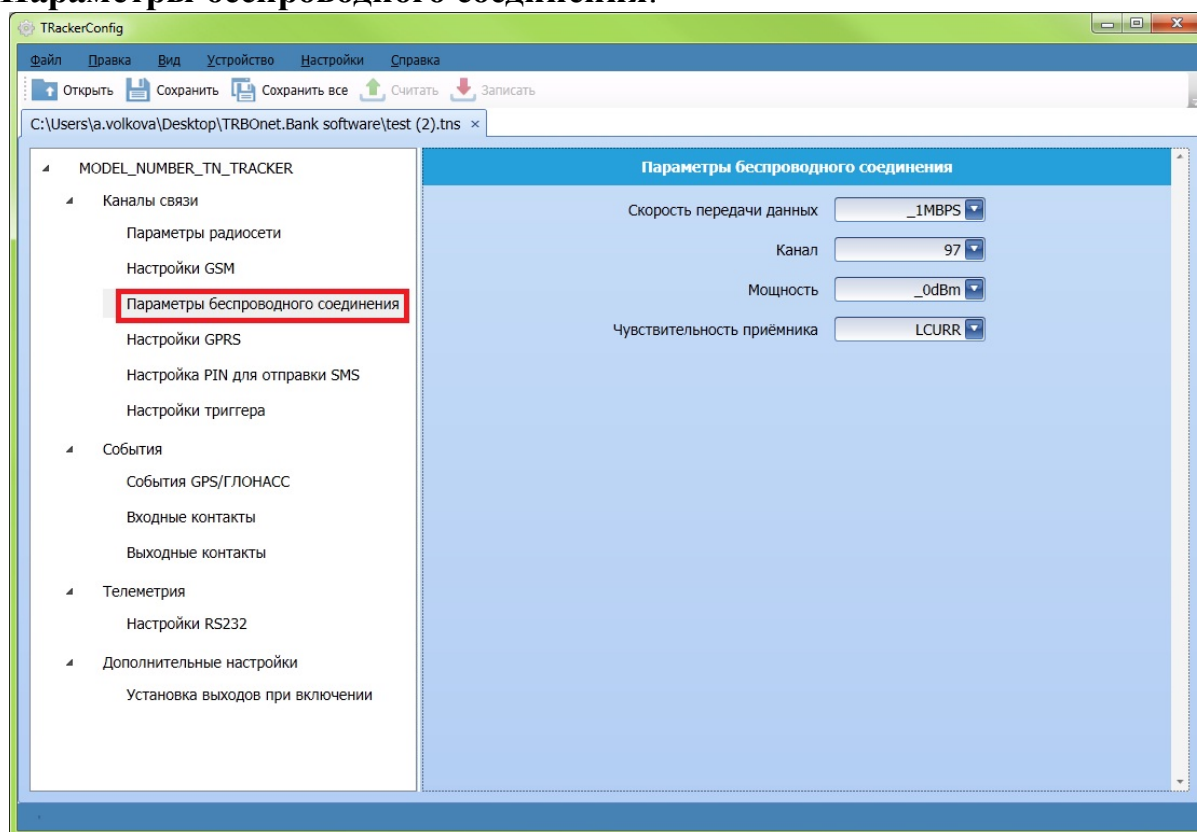 Параметры беспроводного соединения.
TRackerConfig
Файл Правка Вид Устройство Настройки Справка
Открыть Сохранить Сохранить все Считать Записать
C:\Users\a.volkova\Desktop\TRBOnet.Bank software\test (2).tns ×
MODEL_NUMBER_TN_TRACKER
Каналы связи
Параметры радиосети
Настройки GSM
Параметры беспроводного соединения
Настройки GPRS
Настройка PIN для отправки SMS
Настройки триггера
События
События GPS/ГЛОНАСС
Входные контакты
Выходные контакты
Телеметрия
Настройки RS232
Дополнительные настройки
Установка выходов при включении
Параметры беспроводного соединения
Скорость передачи данных _1MBPS
Канал 97
Мощность _0dBm
Чувствительность приёмника LCURR